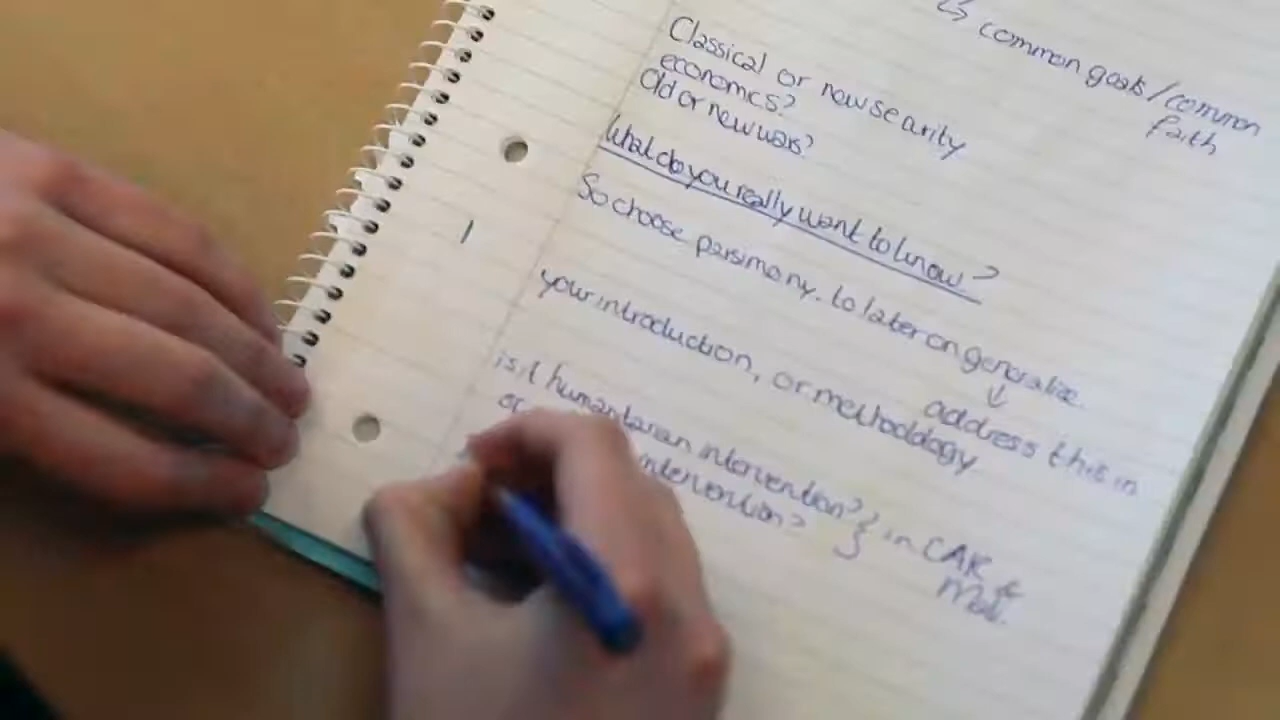 ↳ common goals / common
faith
Classical or new searity
economics?
Old or new wars?
What do you really want to know?
So choose parsimony. to later on generalize.
↓
address this in
your introduction, or methodology
is it humanitarian intervention? } in CAR &
or intervention? Mali.